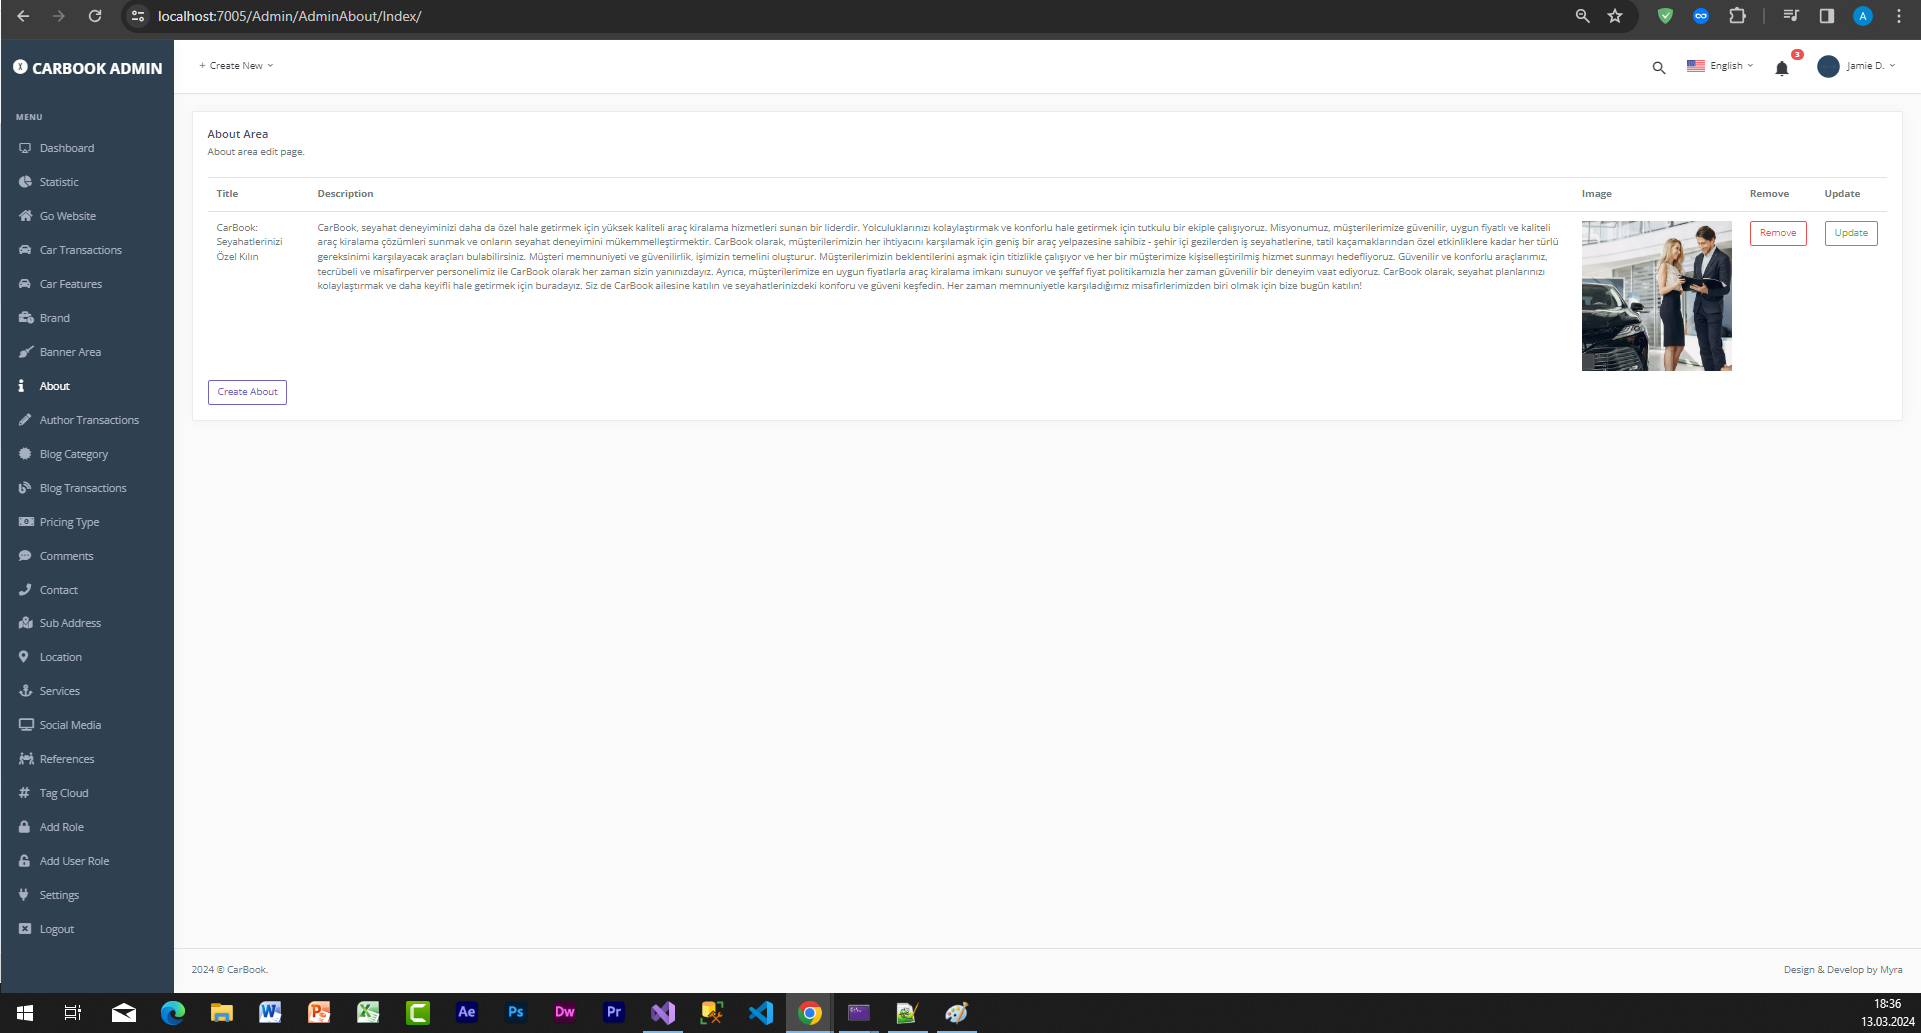 localhost:7005/Admin/AdminAbout/Index/
A
CARBOOK ADMIN
+ Create New
English
3
Jamie D.
MENU
Dashboard
Statistic
Go Website
Car Transactions
Car Features
Brand
Banner Area
About
Author Transactions
Blog Category
Blog Transactions
Pricing Type
Comments
Contact
Sub Address
Location
Services
Social Media
References
Tag Cloud
Add Role
Add User Role
Settings
Logout
About Area
About area edit page.
Title Description Image Remove Update
CarBook:
Seyahatlerinizi
Özel Kılın
CarBook, seyahat deneyiminizi daha da özel hale getirmek için yüksek kaliteli araç kiralama hizmetleri sunan bir liderdir. Yolculuklarınızı kolaylaştırmak ve konforlu hale getirmek için tutkulu bir ekiple çalışıyoruz. Misyonumuz, müşterilerimize güvenilir, uygun fiyatlı ve kaliteli
araç kiralama çözümleri sunmak ve onların seyahat deneyimini mükemmelleştirmektir. CarBook olarak, müşterilerimizin her ihtiyacını karşılamak için geniş bir araç yelpazesine sahibiz - şehir içi gezilerden iş seyahatlerine, tatil kaçamaklarından özel etkinliklere kadar her türlü
gereksinimi karşılayacak araçları bulabilirsiniz. Müşteri memnuniyeti ve güvenilirlik, işimizin temelini oluşturur. Müşterilerimizin beklentilerini aşmak için titizlikle çalışıyor ve her bir müşterimize kişiselleştirilmiş hizmet sunmayı hedefliyoruz. Güvenilir ve konforlu araçlarımız,
tecrübeli ve misafirperver personelimiz ile CarBook olarak her zaman sizin yanınızdayız. Ayrıca, müşterilerimize en uygun fiyatlarla araç kiralama imkanı sunuyor ve şeffaf fiyat politikamızla her zaman güvenilir bir deneyim vaat ediyoruz. CarBook olarak, seyahat planlarınızı
kolaylaştırmak ve daha keyifli hale getirmek için buradayız. Siz de CarBook ailesine katılın ve seyahatlerinizdeki konforu ve güveni keşfedin. Her zaman memnuniyetle karşıladığımız misafirlerimizden biri olmak için bize bugün katılın!
Remove
Update
Create About
2024 © CarBook.
Design & Develop by Myra
Ae Ps Dw Pr
18:36
13.03.2024